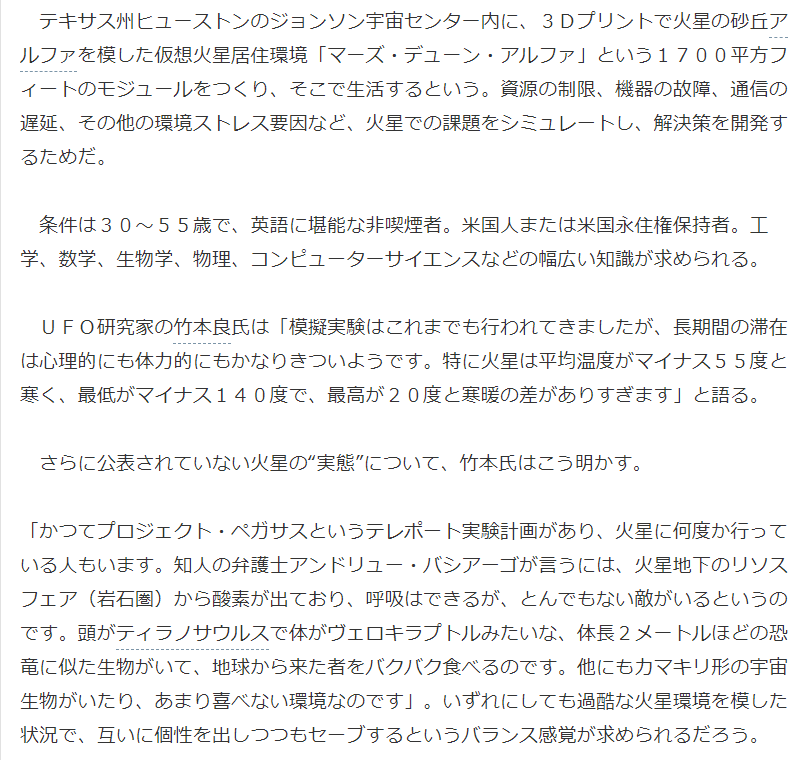 テキサス州ヒューストンのジョンソン宇宙センター内に、３Ｄプリントで火星の砂丘ア
ルファを模した仮想火星居住環境「マーズ・デューン・アルファ」という１７００平方フ
ィートのモジュールをつくり、そこで生活するという。資源の制限、機器の故障、通信の
遅延、その他の環境ストレス要因など、火星での課題をシミュレートし、解決策を開発す
るためだ。
　条件は３０～５５歳で、英語に堪能な非喫煙者。米国人または米国永住権保持者。工
学、数学、生物学、物理、コンピューターサイエンスなどの幅広い知識が求められる。
　ＵＦＯ研究家の竹本良氏は「模擬実験はこれまでも行われてきましたが、長期間の滞在
は心理的にも体力的にもかなりきついようです。特に火星は平均温度がマイナス５５度と
寒く、最低がマイナス１４０度で、最高が２０度と寒暖の差がありすぎます」と語る。
　さらに公表されていない火星の“実態”について、竹本氏はこう明かす。
「かつてプロジェクト・ペガサスというテレポート実験計画があり、火星に何度か行って
いる人もいます。知人の弁護士アンドリュー・バシアーゴが言うには、火星地下のリソス
フェア（岩石圏）から酸素が出ており、呼吸はできるが、とんでもない敵がいるというの
です。頭がティラノサウルスで体がヴェロキラプトルみたいな、体長２メートルほどの恐
竜に似た生物がいて、地球から来た者をバクバク食べるのです。他にもカマキリ形の宇宙
生物がいたり、あまり喜べない環境なのです」。いずれにしても過酷な火星環境を模した
状況で、互いに個性を出しつつもセーブするというバランス感覚が求められるだろう。